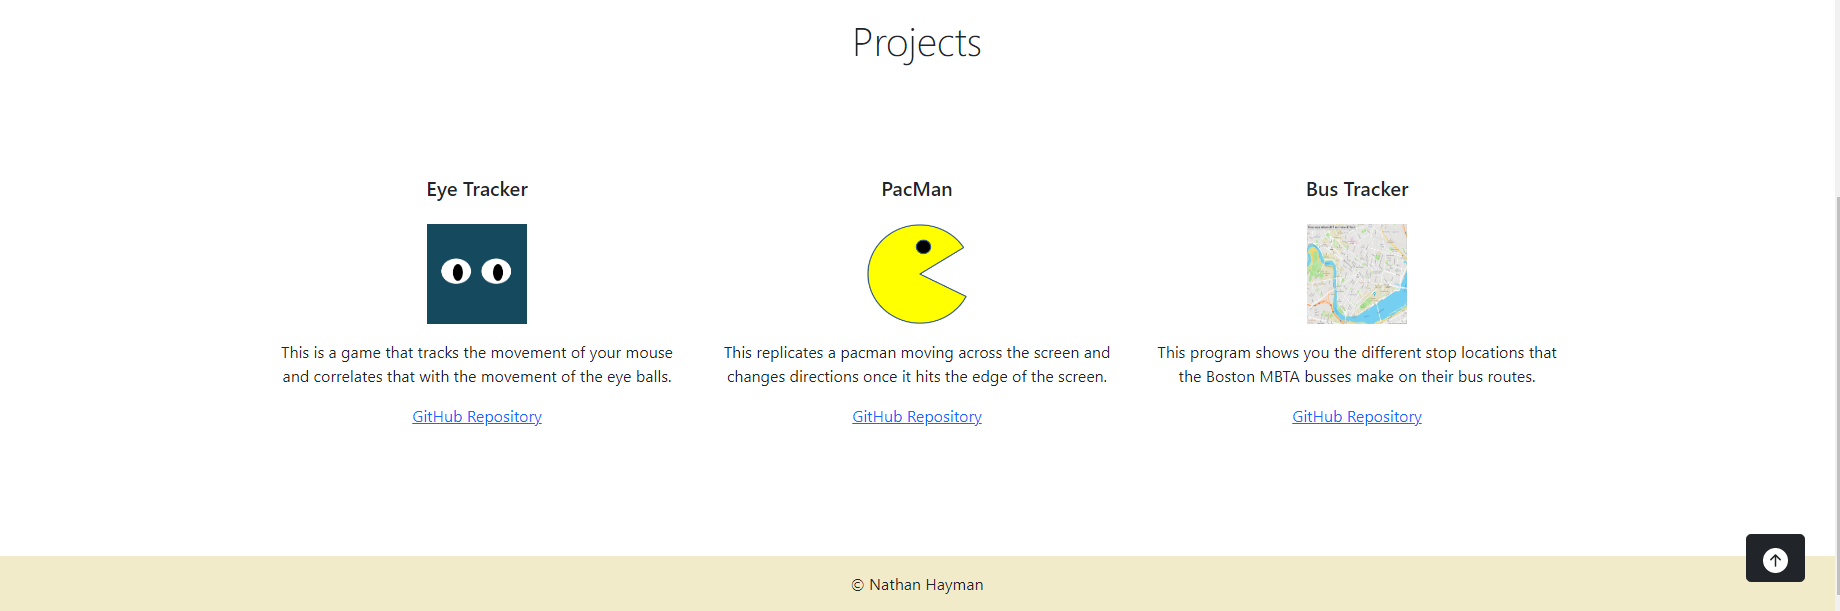 Projects
Eye Tracker
PacMan
Bus Tracker
This is a game that tracks the movement of your mouse
and correlates that with the movement of the eye balls.
This replicates a pacman moving across the screen and
changes directions once it hits the edge of the screen.
This program shows you the different stop locations that
the Boston MBTA busses make on their bus routes.
GitHub Repository
GitHub Repository
GitHub Repository
© Nathan Hayman